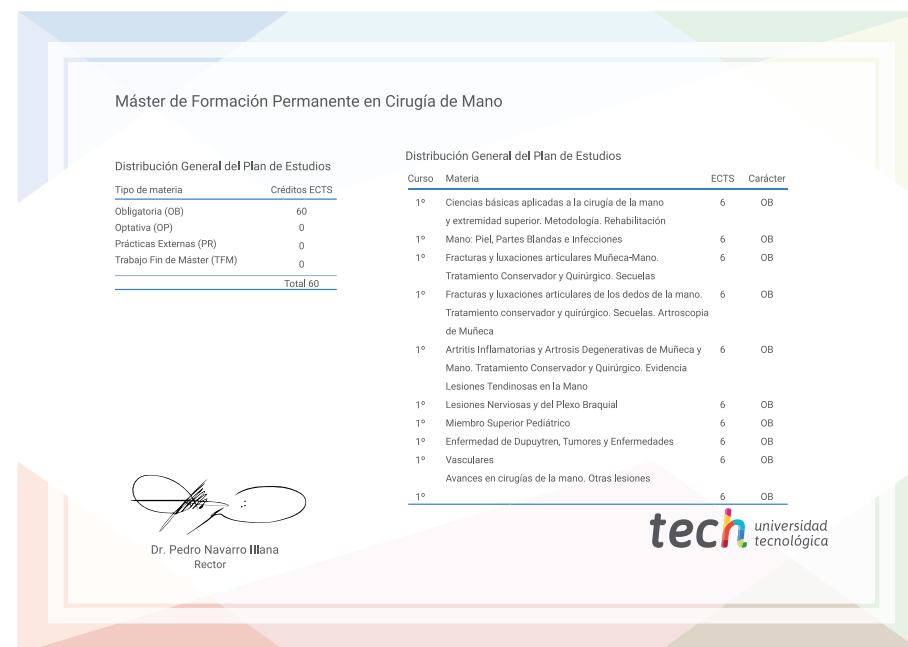 Máster de Formación Permanente en Cirugía de Mano
Distribución General del Plan de Estudios
Tipo de materia Créditos ECTS
Obligatoria (OB) 60
Optativa (OP) 0
Prácticas Externas (PR) 0
Trabajo Fin de Máster (TFM) 0
Total 60
Distribución General del Plan de Estudios
Curso Materia ECTS Carácter
1º Ciencias básicas aplicadas a la cirugía de la mano 6 OB
y extremidad superior. Metodología. Rehabilitación
1º Mano: Piel, Partes Blandas e Infecciones 6 OB
1º Fracturas y luxaciones articulares Muñeca-Mano. 6 OB
Tratamiento Conservador y Quirúrgico. Secuelas
1º Fracturas y luxaciones articulares de los dedos de la mano. 6 OB
Tratamiento conservador y quirúrgico. Secuelas. Artroscopia
de Muñeca
1º Artritis Inflamatorias y Artrosis Degenerativas de Muñeca y 6 OB
Mano. Tratamiento Conservador y Quirúrgico. Evidencia
Lesiones Tendinosas en la Mano
1º Lesiones Nerviosas y del Plexo Braquial 6 OB
1º Miembro Superior Pediátrico 6 OB
1º Enfermedad de Dupuytren, Tumores y Enfermedades 6 OB
1º Vasculares 6 OB
Avances en cirugías de la mano. Otras lesiones
1º 6 OB
Dr. Pedro Navarro Illana
Rector
tech universidad
tecnológica